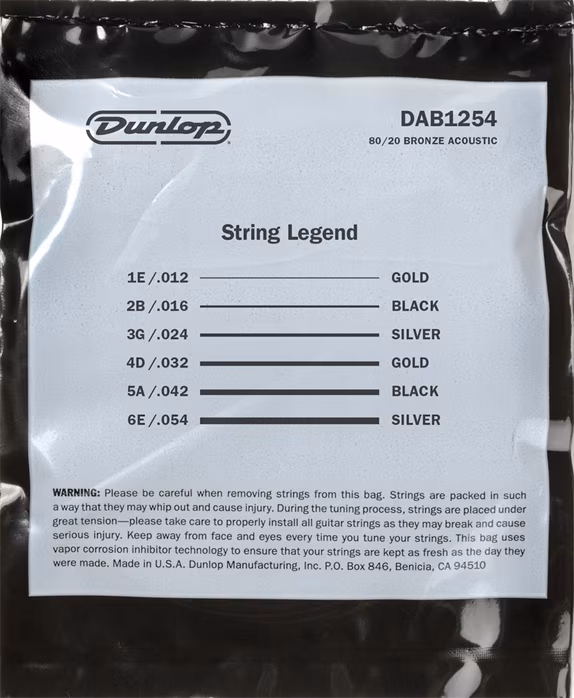 Dunlop
DAB1254
80/20 BRONZE ACOUSTIC
String Legend
1E/.012 GOLD
2B/.016 BLACK
3G/.024 SILVER
4D/.032 GOLD
5A/.042 BLACK
6E/.054 SILVER
WARNING: Please be careful when removing strings from this bag. Strings are packed in such
a way that they may whip out and cause injury. During the tuning process, strings are placed under
great tension—please take care to properly install all guitar strings as they may break and cause
serious injury. Keep away from face and eyes every time you tune your strings. This bag uses
vapor corrosion inhibitor technology to ensure that your strings are kept as fresh as the day they
were made. Made in U.S.A. Dunlop Manufacturing, Inc. P.O. Box 846, Benicia, CA 94510